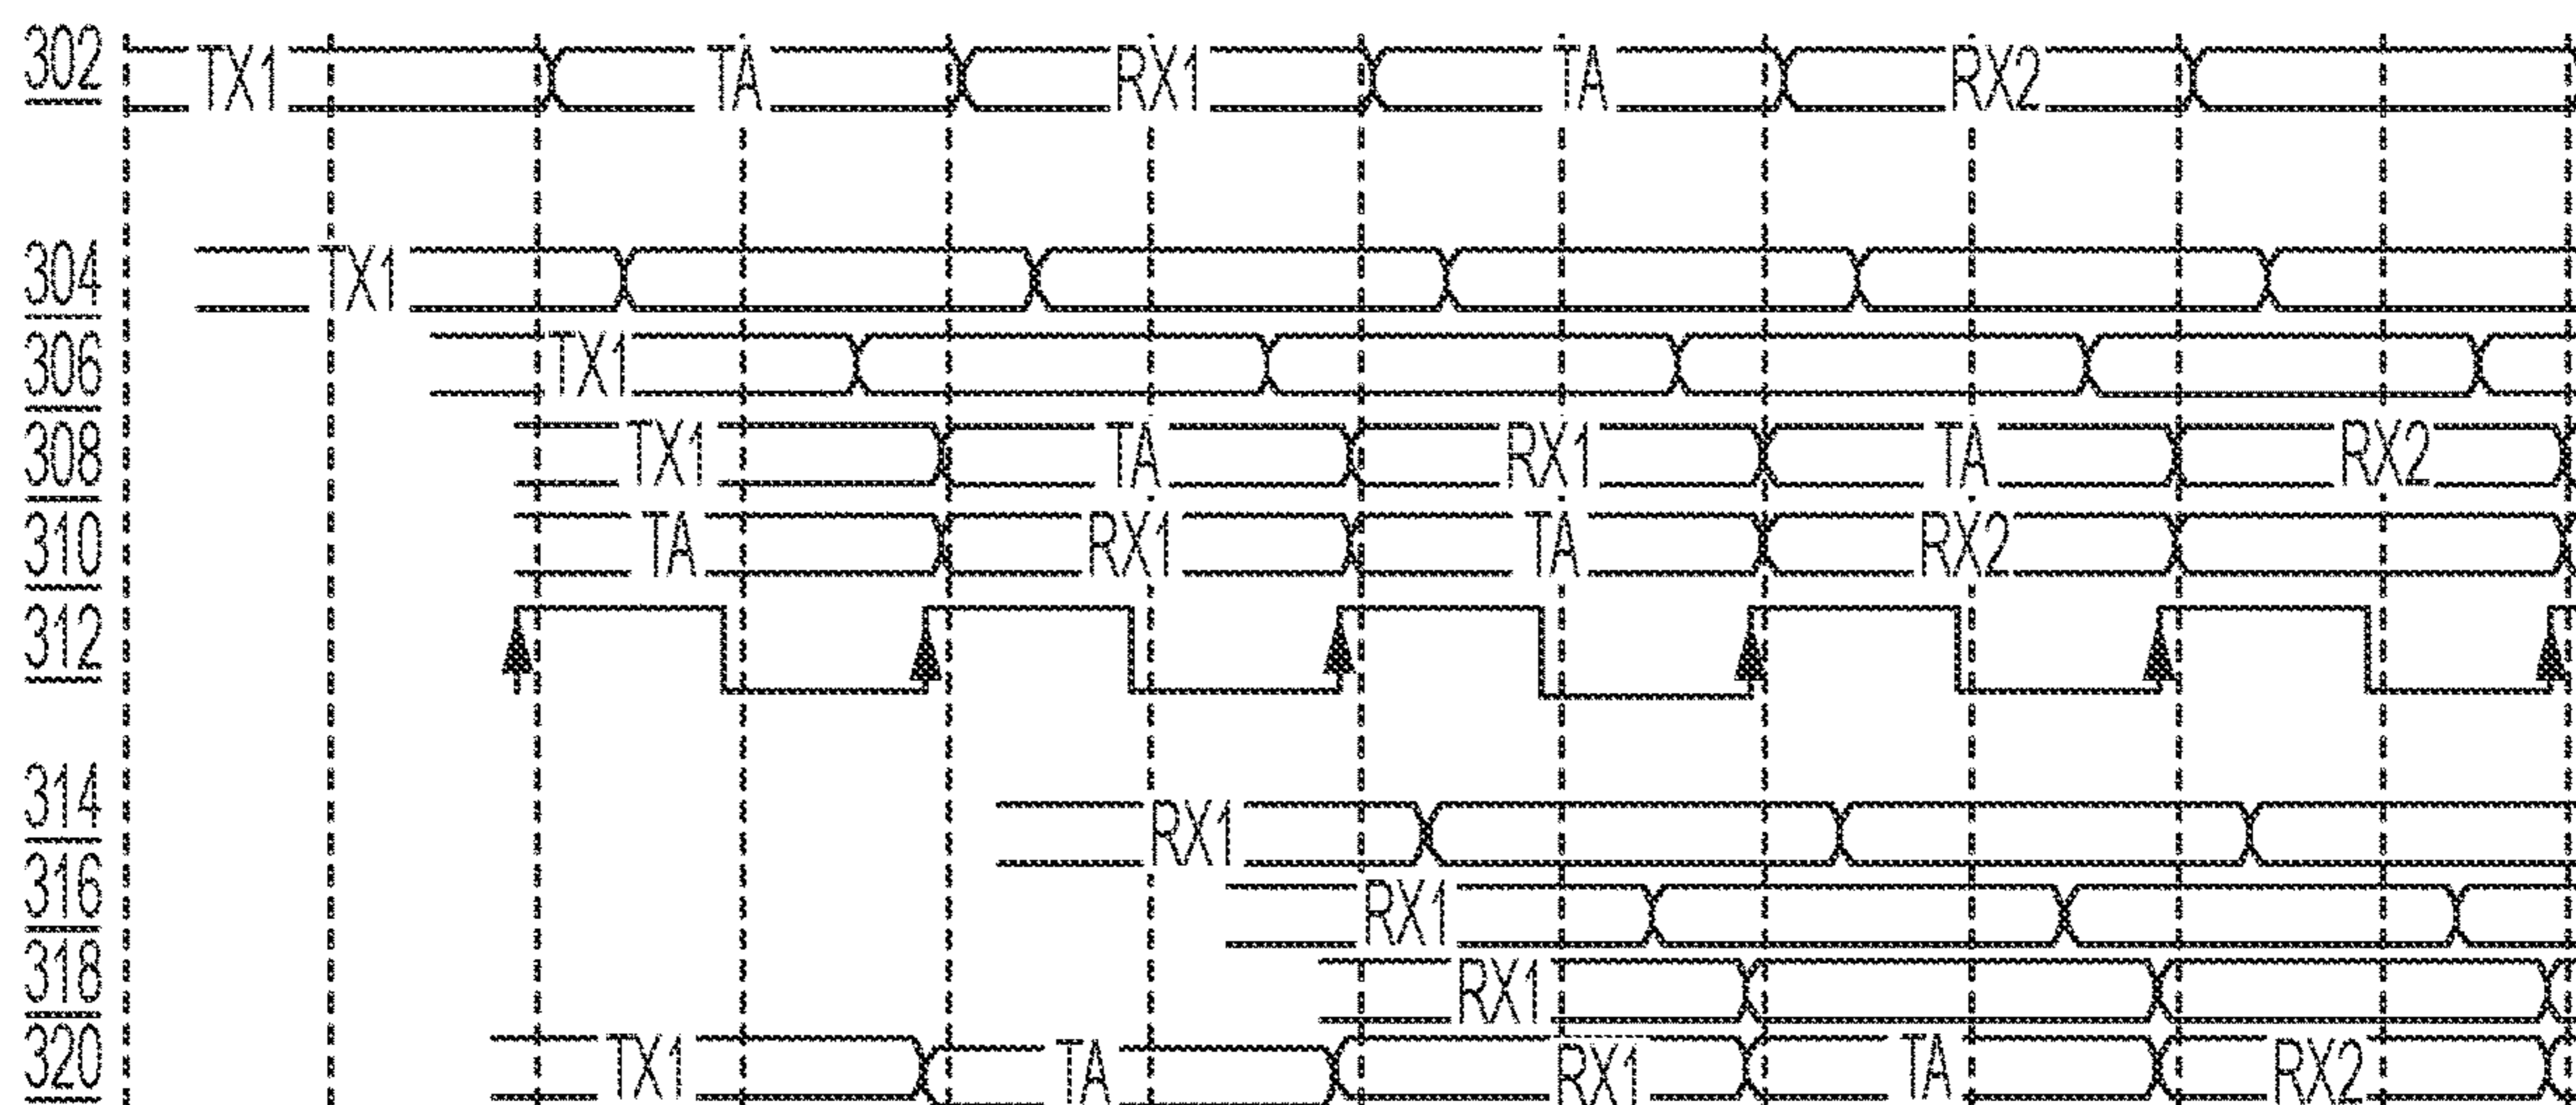 302 TX1 TA RX1 TA RX2
304 TX1
306 TX1
308 TX1 TA RX1 TA RX2
310 TA RX1 TA RX2
312
314 RX1
316 RX1
318 RX1
320 TX1 TA RX1 TA RX2